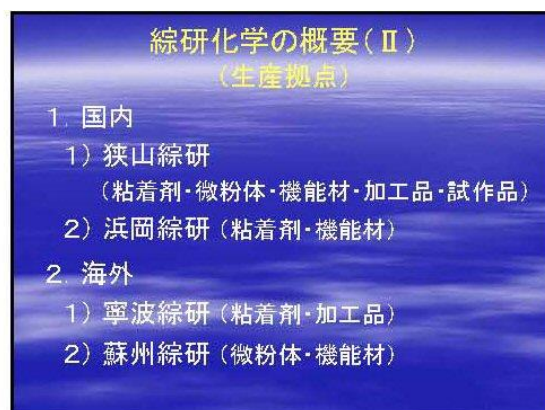 綜研化学の概要(Ⅱ)
(生産拠点)
1. 国内
1) 狭山綜研
(粘着剤・微粉体・機能材・加工品・試作品)
2) 浜岡綜研 (粘着剤・機能材)
2. 海外
1) 寧波綜研 (粘着剤・加工品)
2) 蘇州綜研 (微粉体・機能材)